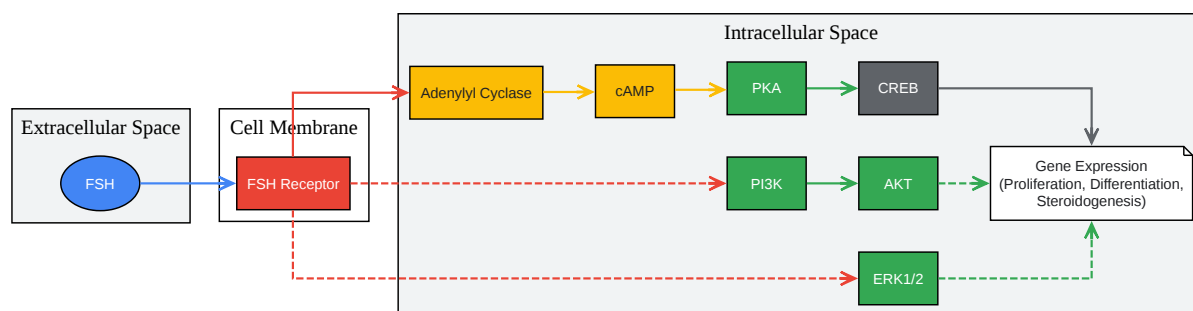 Intracellular Space
Adenylyl Cyclase
cAMP
PKA
CREB
Extracellular Space
Cell Membrane
FSH
FSH Receptor
PI3K
AKT
Gene Expression
(Proliferation, Differentiation,
Steroidogenesis)
ERK1/2